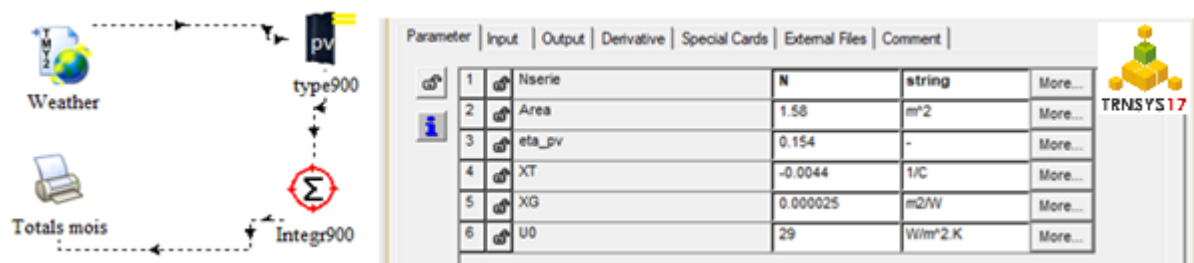 TMY2
Weather
pv
type900
Σ
Integr900
Totals mois
Parameter Input Output Derivative Special Cards External Files Comment
1 Nserie N string More...
2 Area 1.58 m^2 More...
3 eta_pv 0.154 - More...
4 XT -0.0044 1/C More...
5 XG 0.000025 m2/W More...
6 U0 29 W/m^2.K More...
i
TRNSYS17